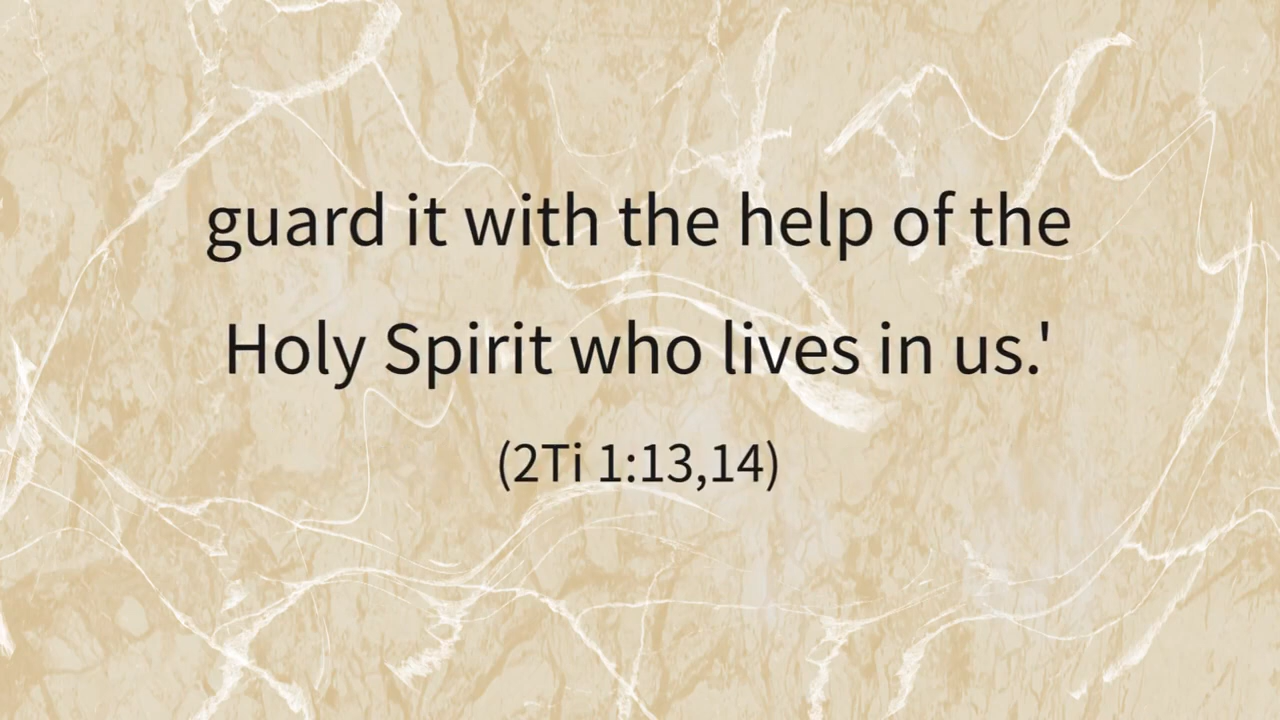 guard it with the help of the
Holy Spirit who lives in us.'
(2Ti 1:13,14)